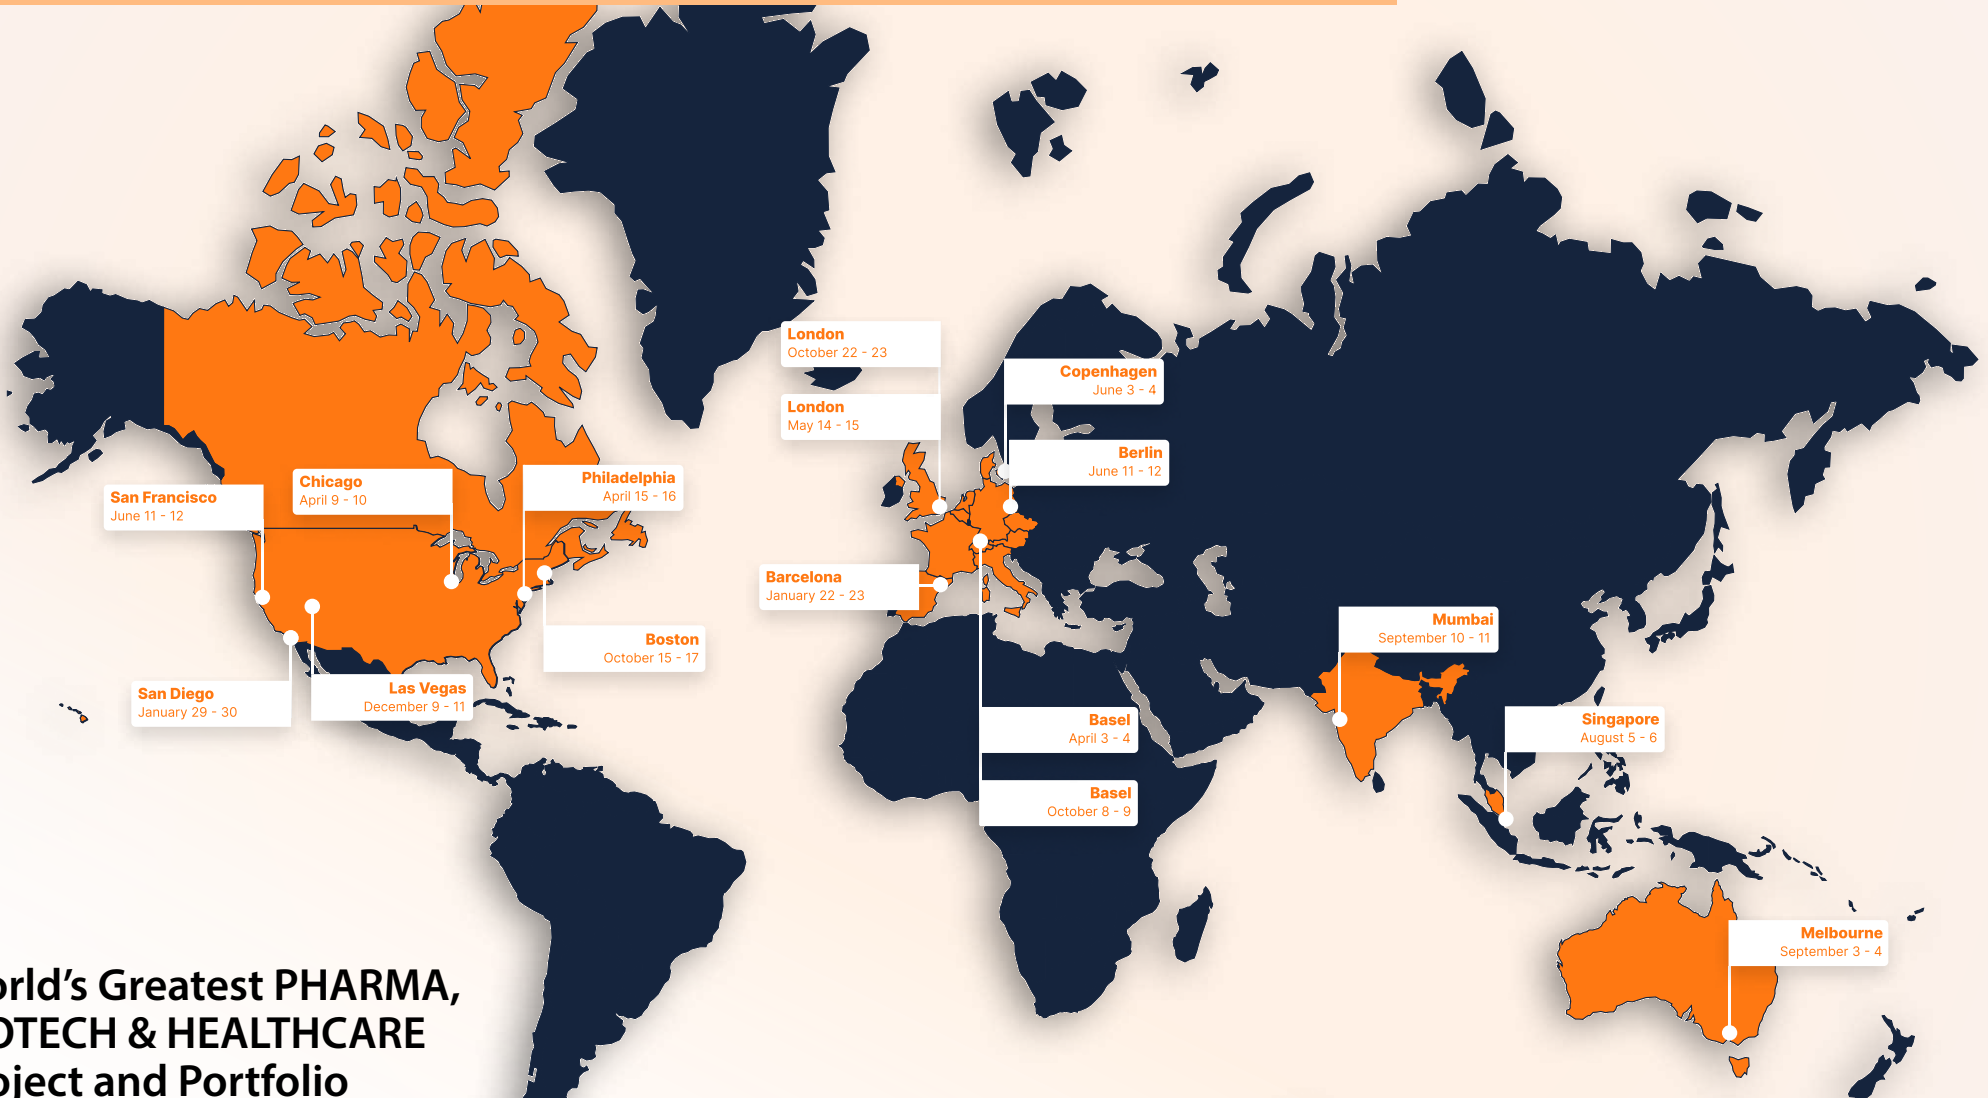 London
October 22 - 23
London
May 14 - 15
Copenhagen
June 3 - 4
Berlin
June 11 - 12
Philadelphia
April 15 - 16
Chicago
April 9 - 10
San Francisco
June 11 - 12
Barcelona
January 22 - 23
Mumbai
September 10 - 11
Boston
October 15 - 17
Las Vegas
December 9 - 11
San Diego
January 29 - 30
Basel
April 3 - 4
Singapore
August 5 - 6
Basel
October 8 - 9
Melbourne
September 3 - 4
orld’s Greatest PHARMA,
OTECH & HEALTHCARE
oject and Portfolio